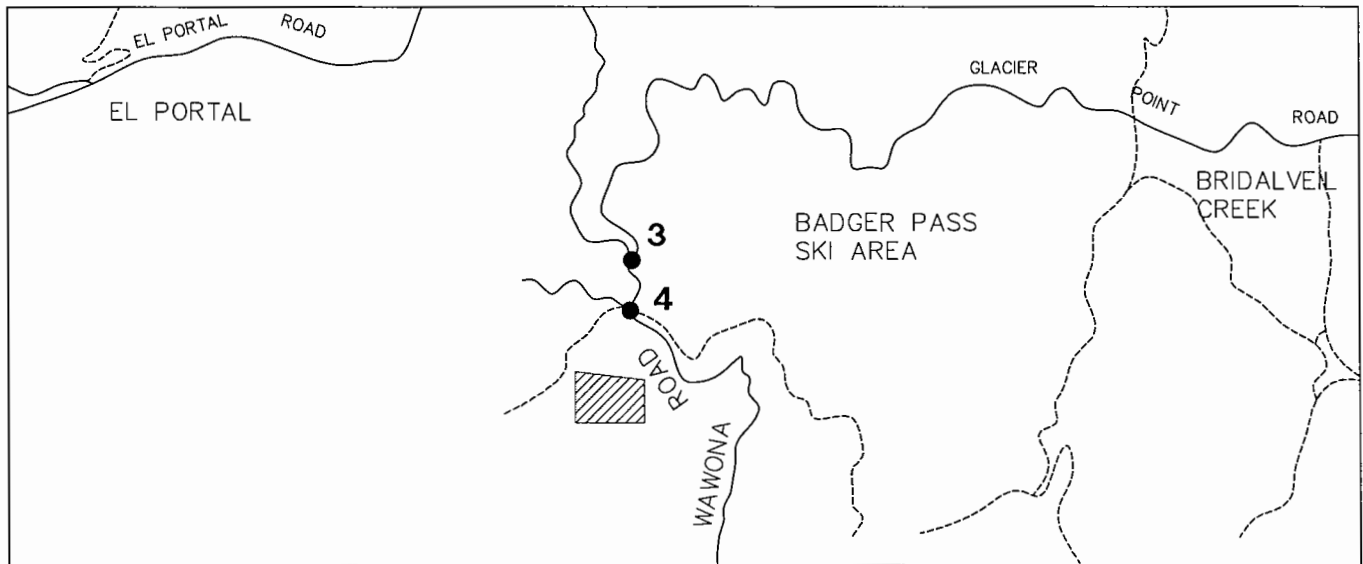 EL PORTAL ROAD
EL PORTAL
GLACIER POINT ROAD
BRIDALVEIL
CREEK
BADGER PASS
SKI AREA
3
4
WAWONA ROAD